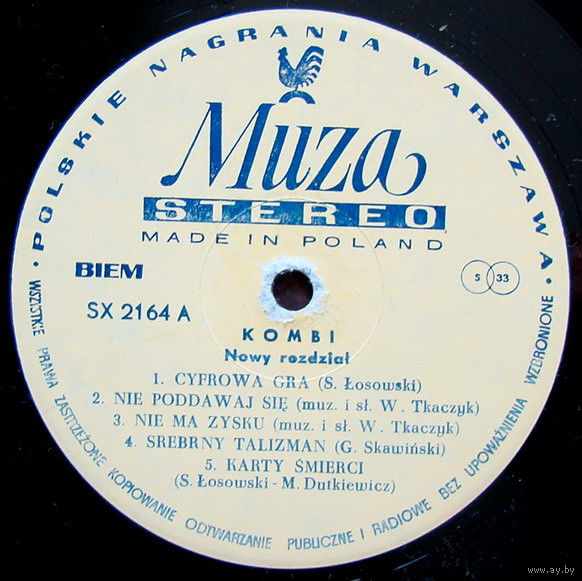 • POLSKIE NAGRANIA WARSZAWA •
Muza
STEREO
MADE IN POLAND
BIEM
S 33
SX 2164 A
KOMBI
Nowy rozdział
1. CYFROWA GRA (S. Łosowski)
2. NIE PODDAWAJ SIĘ (muz. i sł. W. Tkaczyk)
3. NIE MA ZYSKU (muz. i sł. W. Tkaczyk)
4. SREBRNY TALIZMAN (G. Skawiński)
5. KARTY ŚMIERCI
(S. Łosowski - M. Dutkiewicz)
WSZYSTKIE PRAWA ZASTRZEŻONE KOPIOWANIE ODTWARZANIE PUBLICZNE I RADIOWE BEZ UPOWAŻNIENIA WZBRONIONE
www.ay.by